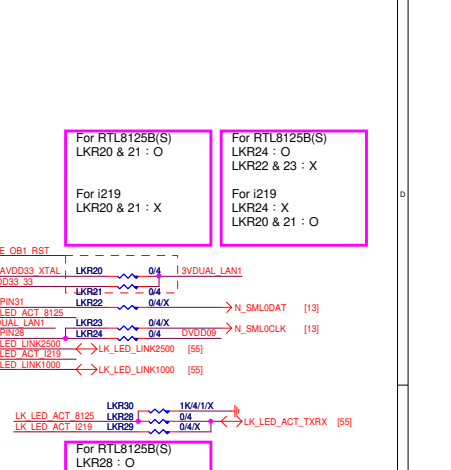 For RTL8125B(S)
LKR20 & 21：O
For i219
LKR20 & 21：X
For RTL8125B(S)
LKR24：O
LKR22 & 23：X
For i219
LKR24：X
LKR20 & 21：O
D
E_OB1_RST
AVDD33_XTAL LKR20 0/4 3VDUAL_LAN1
DD33_33
LKR21 0/4
PIN31 LKR22 0/4/X N_SML0DAT [13]
LED_ACT_8125
DUAL_LAN1 LKR23 0/4/X N_SML0CLK [13]
PIN28 LKR24 0/4 DVDD09
LED_LINK2500 LK_LED_LINK2500 [55]
LED_ACT_I219
LED_LINK1000 LK_LED_LINK1000 [55]
LKR30 1K/4/1/X
LK_LED_ACT_8125 LKR28 0/4 LK_LED_ACT_TXRX [55]
LK_LED_ACT_I219 LKR29 0/4/X
For RTL8125B(S)
LKR28：O